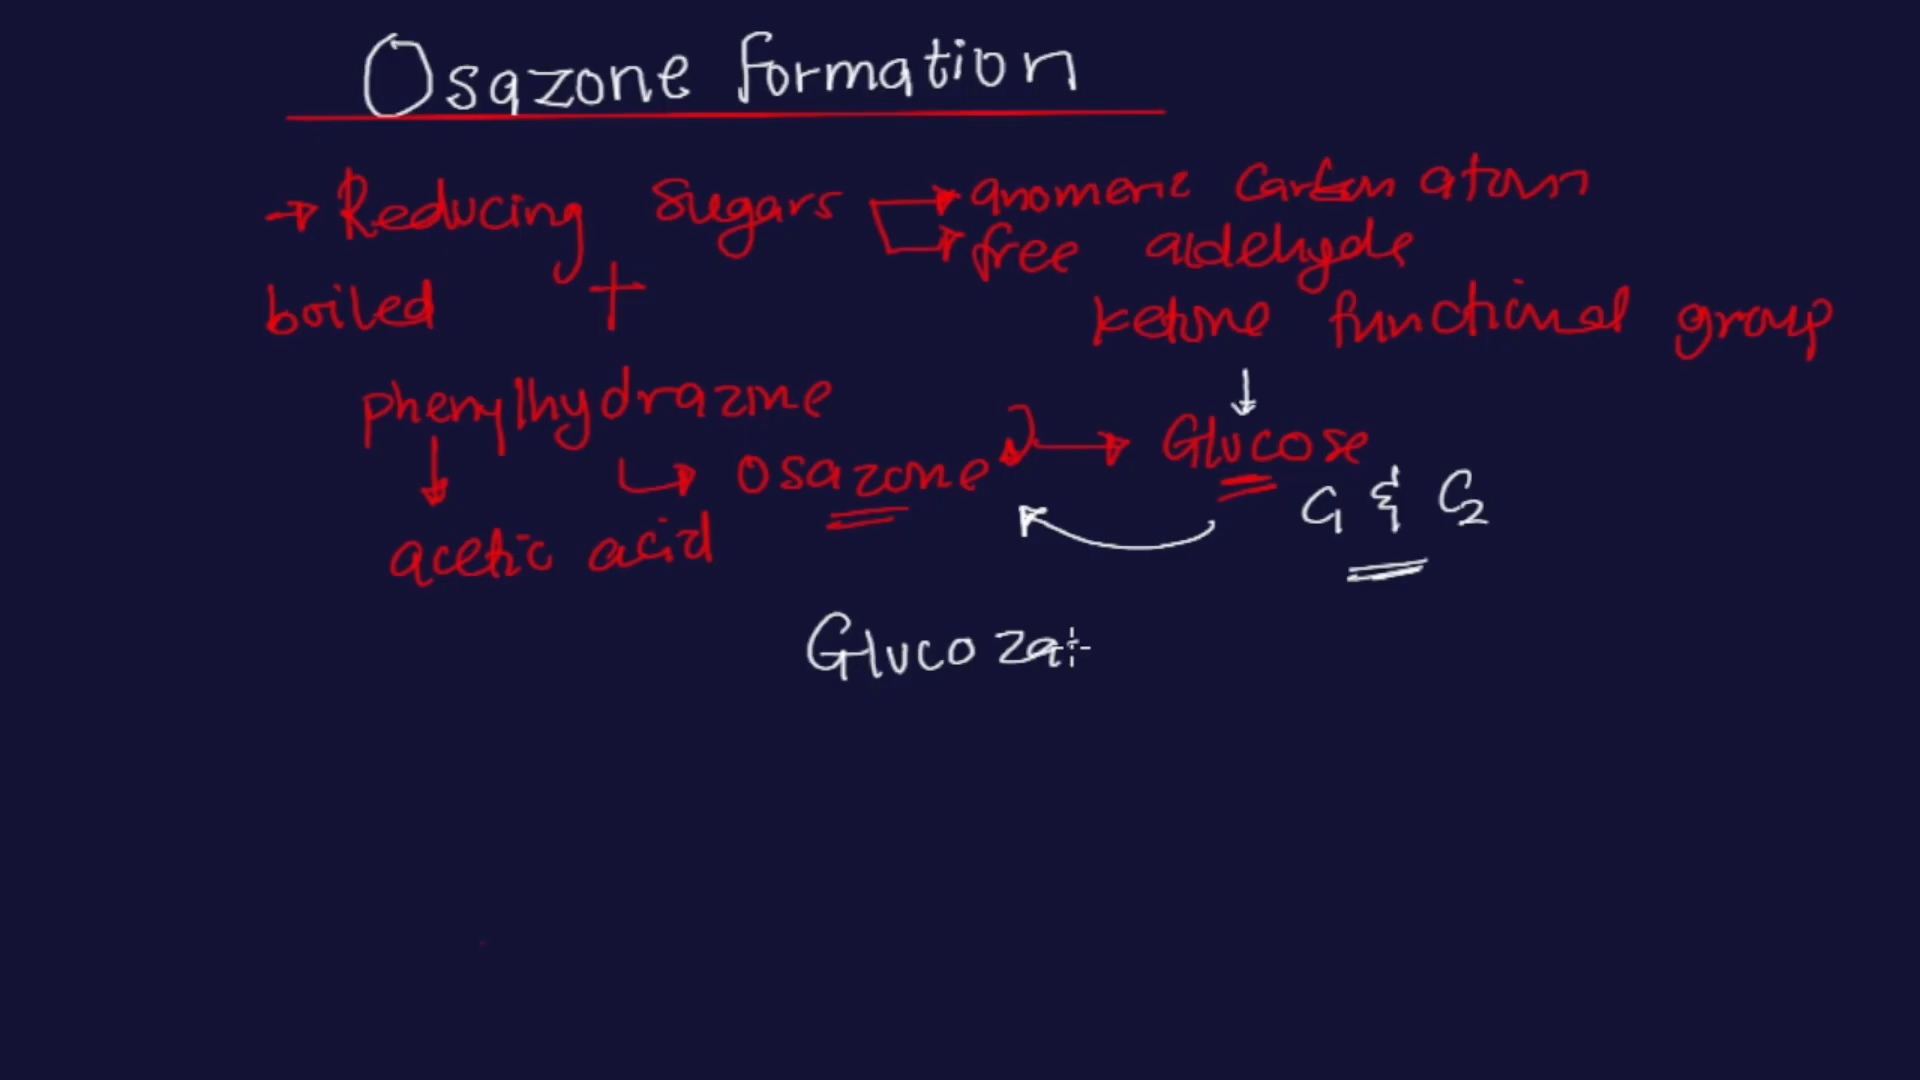 Osazone formation
→ Reducing sugars → anomeric carbon atom
→ free aldehyde
boiled + ketone functional group
phenylhydrazine
osazone → Glucose
C1 & C2
acetic acid
Glucoza